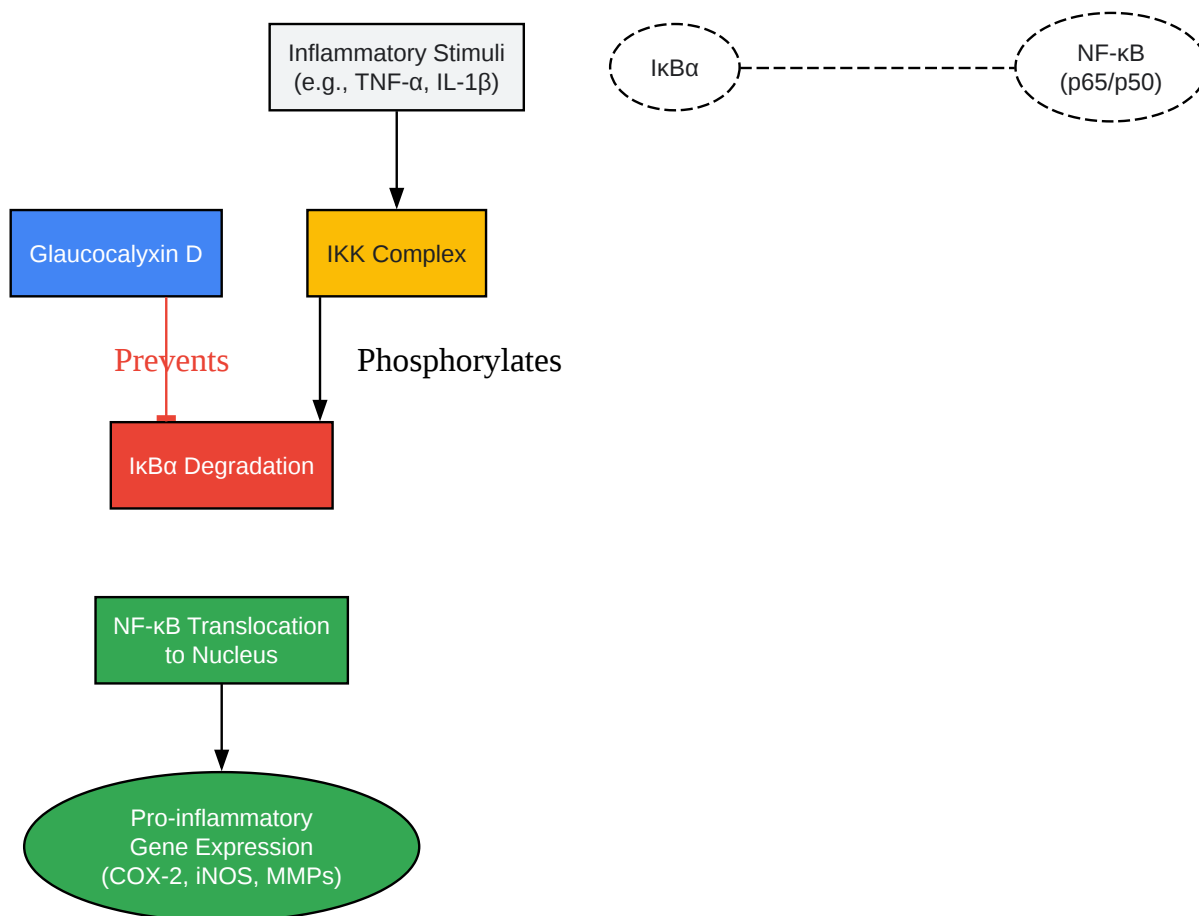 Inflammatory Stimuli
(e.g., TNF-α, IL-1β)
IκBα
NF-κB
(p65/p50)
Glaucocalyxin D
IKK Complex
Prevents
Phosphorylates
IκBα Degradation
NF-κB Translocation
to Nucleus
Pro-inflammatory
Gene Expression
(COX-2, iNOS, MMPs)